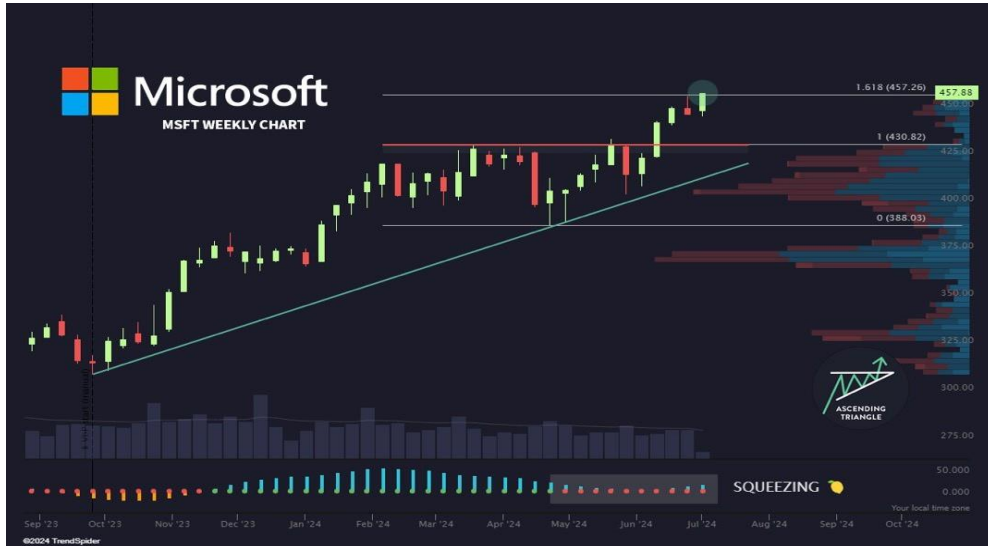 Microsoft
MSFT WEEKLY CHART
1.618 (457.26)
457.88
450.00
1 (430.82)
425.00
400.00
0 (388.03)
375.00
350.00
325.00
300.00
ASCENDING
TRIANGLE
275.00
50.000
0.000
SQUEEZING
Your local time zone
Sep '23 Oct '23 Nov '23 Dec '23 Jan '24 Feb '24 Mar '24 Apr '24 May '24 Jun '24 Jul '24 Aug '24 Sep '24 Oct '24
©2024 TrendSpider